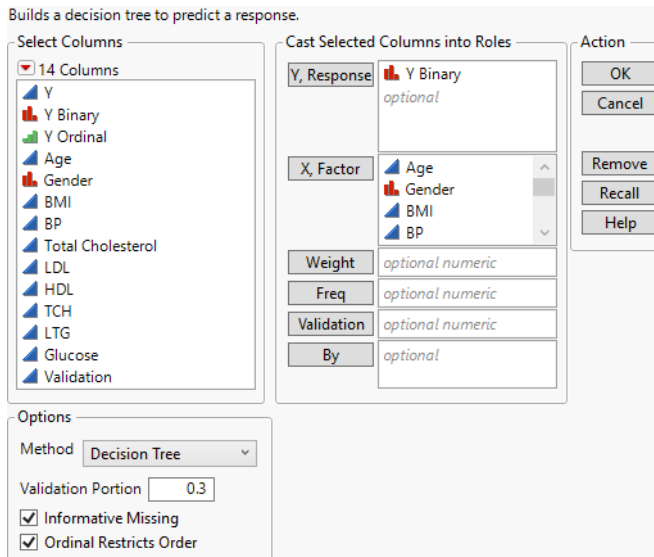 Builds a decision tree to predict a response.
Select Columns
14 Columns
Y
Y Binary
Y Ordinal
Age
Gender
BMI
BP
Total Cholesterol
LDL
HDL
TCH
LTG
Glucose
Validation
Cast Selected Columns into Roles
Y, Response
Y Binary
optional
X, Factor
Age
Gender
BMI
BP
Weight
optional numeric
Freq
optional numeric
Validation
optional numeric
By
optional
Action
OK
Cancel
Remove
Recall
Help
Options
Method
Decision Tree
Validation Portion
0.3
Informative Missing
Ordinal Restricts Order